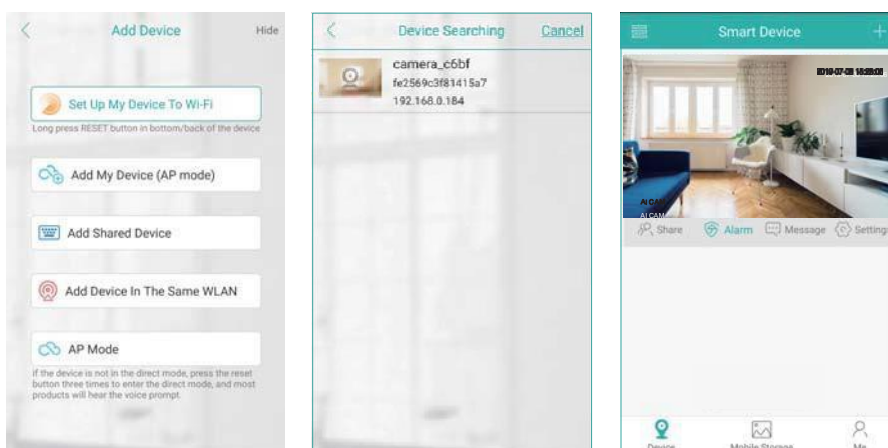 Add Device
Hide
Set Up My Device To Wi-Fi
Long press RESET button in bottom/back of the device
Add My Device (AP mode)
Add Shared Device
Add Device In The Same WLAN
AP Mode
if the device is not in the direct mode, press the reset
button three times to enter the direct mode, and most
products will hear the voice prompt.
Device Searching
Cancel
camera_c6bf
fe2569c3f81415a7
192.168.0.184
Smart Device
AI CAM
AI CAM
Share
Alarm
Message
Setting
Device
Mobile Storage
Me